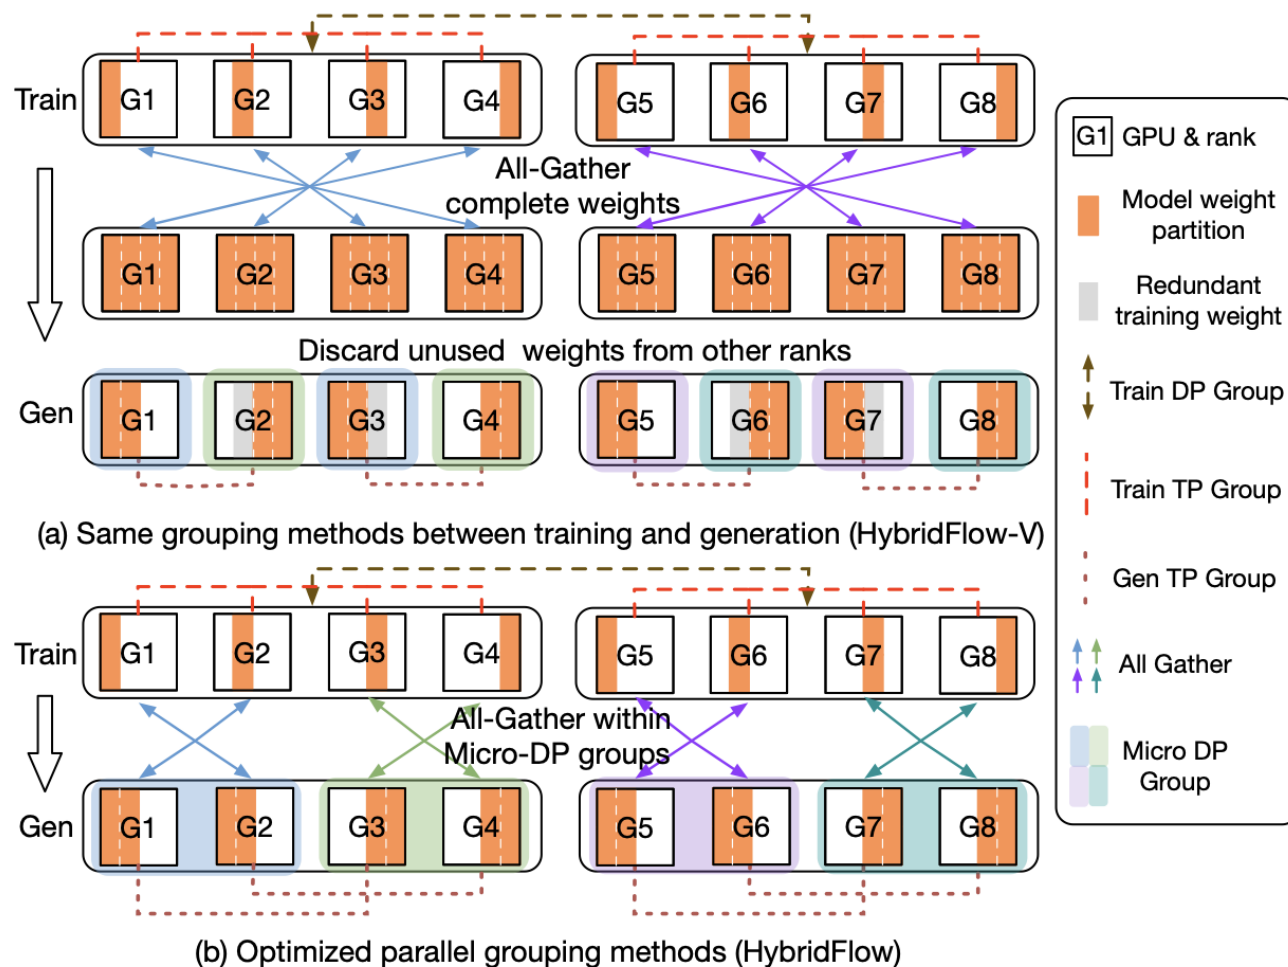 Train
G1 G2 G3 G4 G5 G6 G7 G8
All-Gather
complete weights
G1 G2 G3 G4 G5 G6 G7 G8
Discard unused weights from other ranks
Gen
G1 G2 G3 G4 G5 G6 G7 G8
(a) Same grouping methods between training and generation (HybridFlow-V)
Train
G1 G2 G3 G4 G5 G6 G7 G8
All-Gather within
Micro-DP groups
Gen
G1 G2 G3 G4 G5 G6 G7 G8
(b) Optimized parallel grouping methods (HybridFlow)
G1 GPU & rank
Model weight
partition
Redundant
training weight
Train DP Group
Train TP Group
Gen TP Group
All Gather
Micro DP
Group